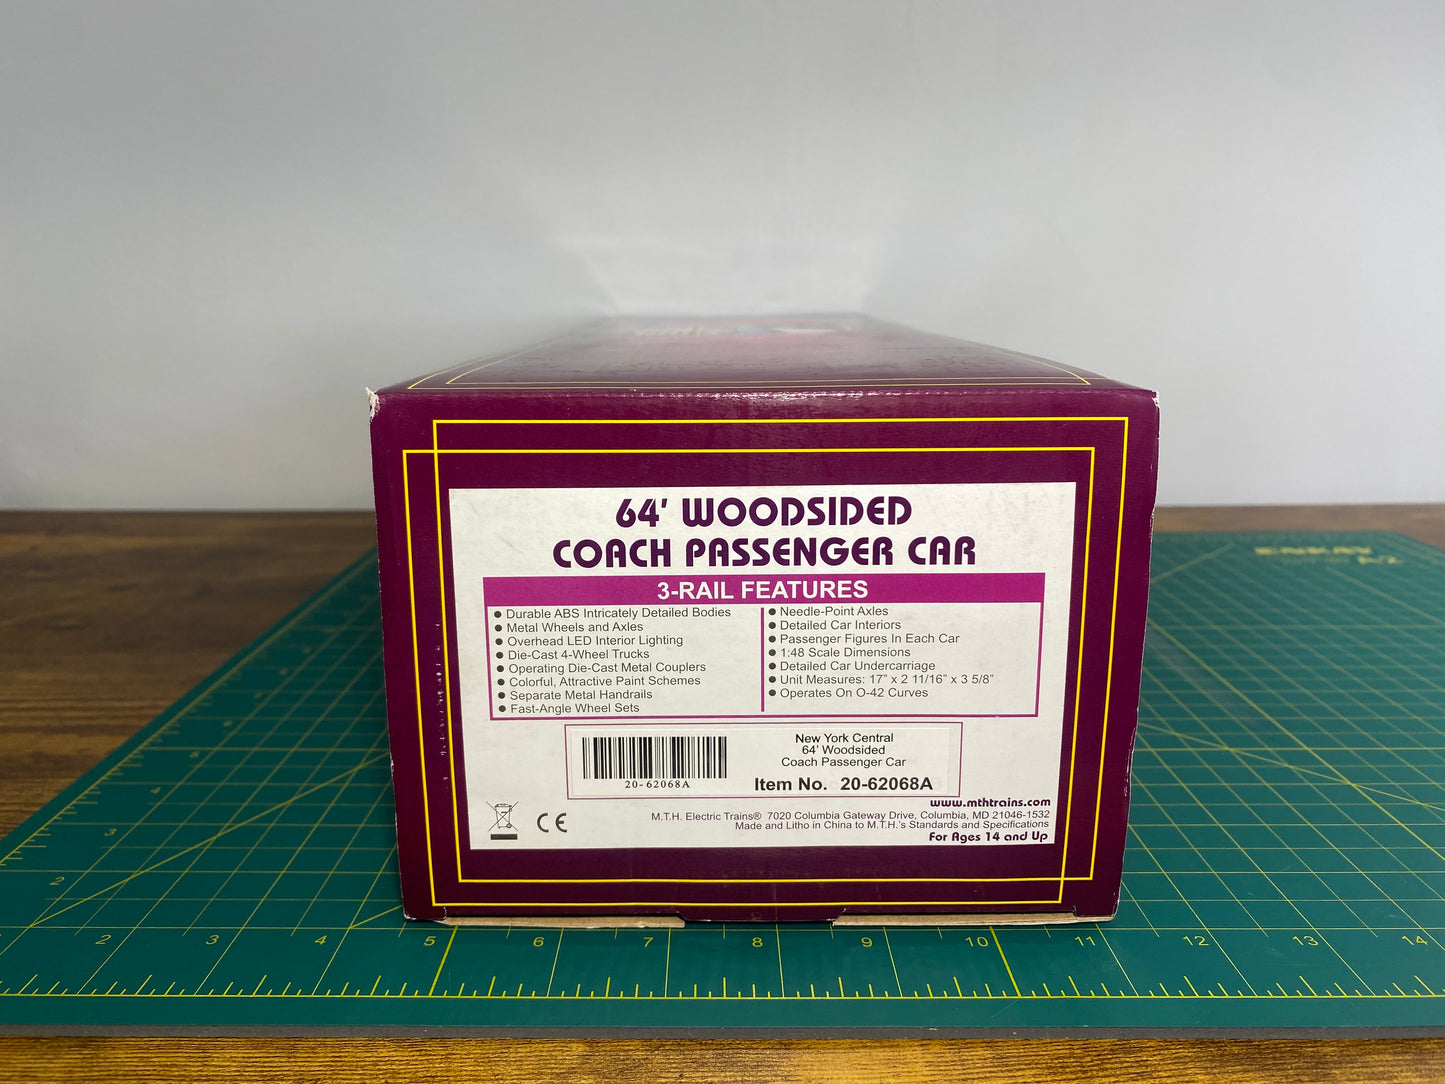 64' WOODSIDED
COACH PASSENGER CAR
3-RAIL FEATURES
● Durable ABS Intricately Detailed Bodies
● Metal Wheels and Axles
● Overhead LED Interior Lighting
● Die-Cast 4-Wheel Trucks
● Operating Die-Cast Metal Couplers
● Colorful, Attractive Paint Schemes
● Separate Metal Handrails
● Fast-Angle Wheel Sets
● Needle-Point Axles
● Detailed Car Interiors
● Passenger Figures In Each Car
● 1:48 Scale Dimensions
● Detailed Car Undercarriage
● Unit Measures: 17" x 2 11/16" x 3 5/8"
● Operates On O-42 Curves
20-62068A
New York Central
64' Woodsided
Coach Passenger Car
Item No. 20-62068A
www.mthtrains.com
CE
M.T.H. Electric Trains® 7020 Columbia Gateway Drive, Columbia, MD 21046-1532
Made and Litho in China to M.T.H.'s Standards and Specifications
For Ages 14 and Up
ENKAY
2 3 4 5 6 7 8 9 10 11 12 13 14
2